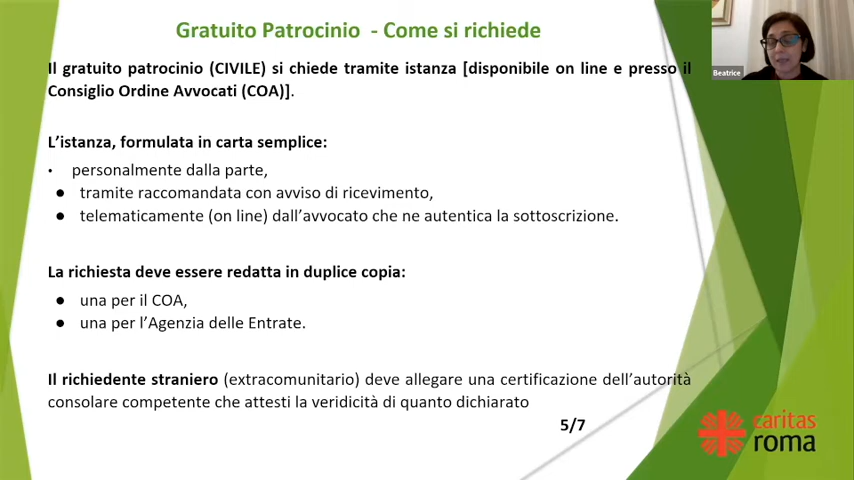 Gratuito Patrocinio - Come si richiede
Il gratuito patrocinio (CIVILE) si chiede tramite istanza [disponibile on line e presso il
Consiglio Ordine Avvocati (COA)].
L’istanza, formulata in carta semplice:
• personalmente dalla parte,
● tramite raccomandata con avviso di ricevimento,
● telematicamente (on line) dall’avvocato che ne autentica la sottoscrizione.
La richiesta deve essere redatta in duplice copia:
● una per il COA,
● una per l’Agenzia delle Entrate.
Il richiedente straniero (extracomunitario) deve allegare una certificazione dell’autorità
consolare competente che attesti la veridicità di quanto dichiarato
5/7
Beatrice
caritas
roma